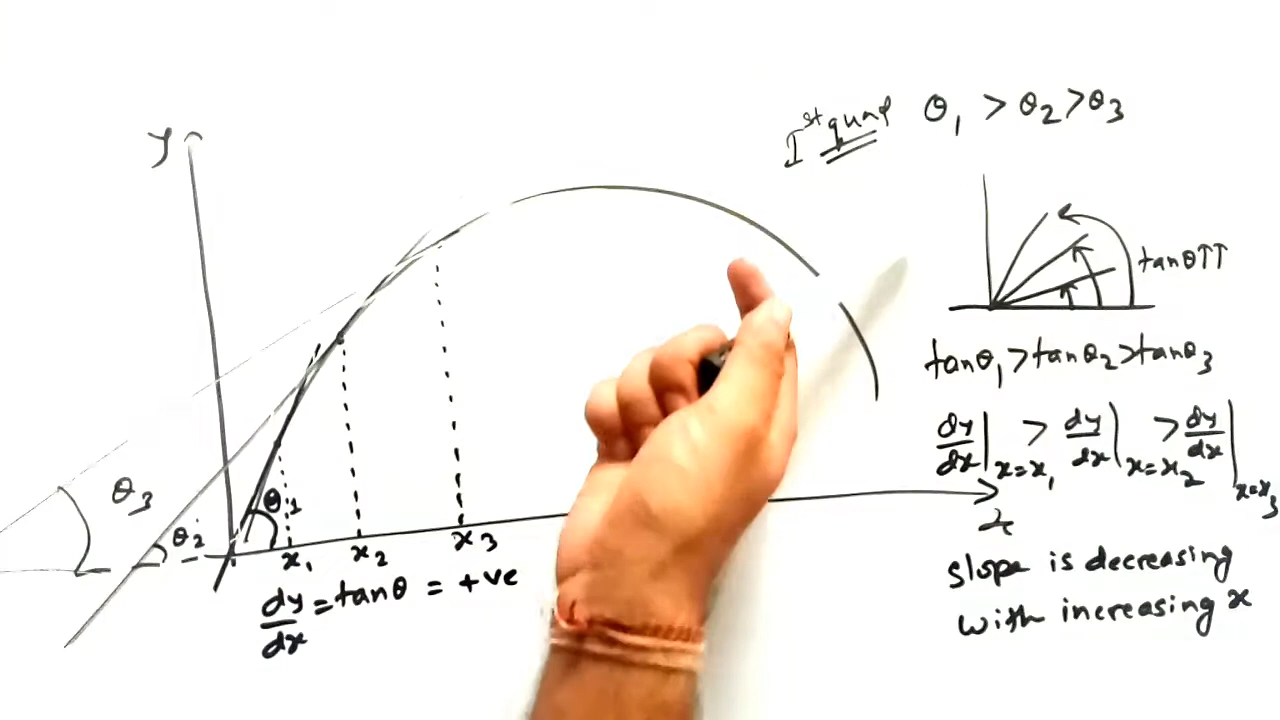 y
Iˢᵗ quad θ₁ > θ₂ > θ₃
tanθ↑↑
tanθ₁ > tanθ₂ > tanθ₃
dy/dx|ₓ₌ₓ₁ > dy/dx|ₓ₌ₓ₂ > dy/dx|ₓ₌ₓ₃
θ₃
θ₂
θ₁
x₁ x₂ x₃
x
dy/dx = tanθ = +ve
slope is decreasing
with increasing x